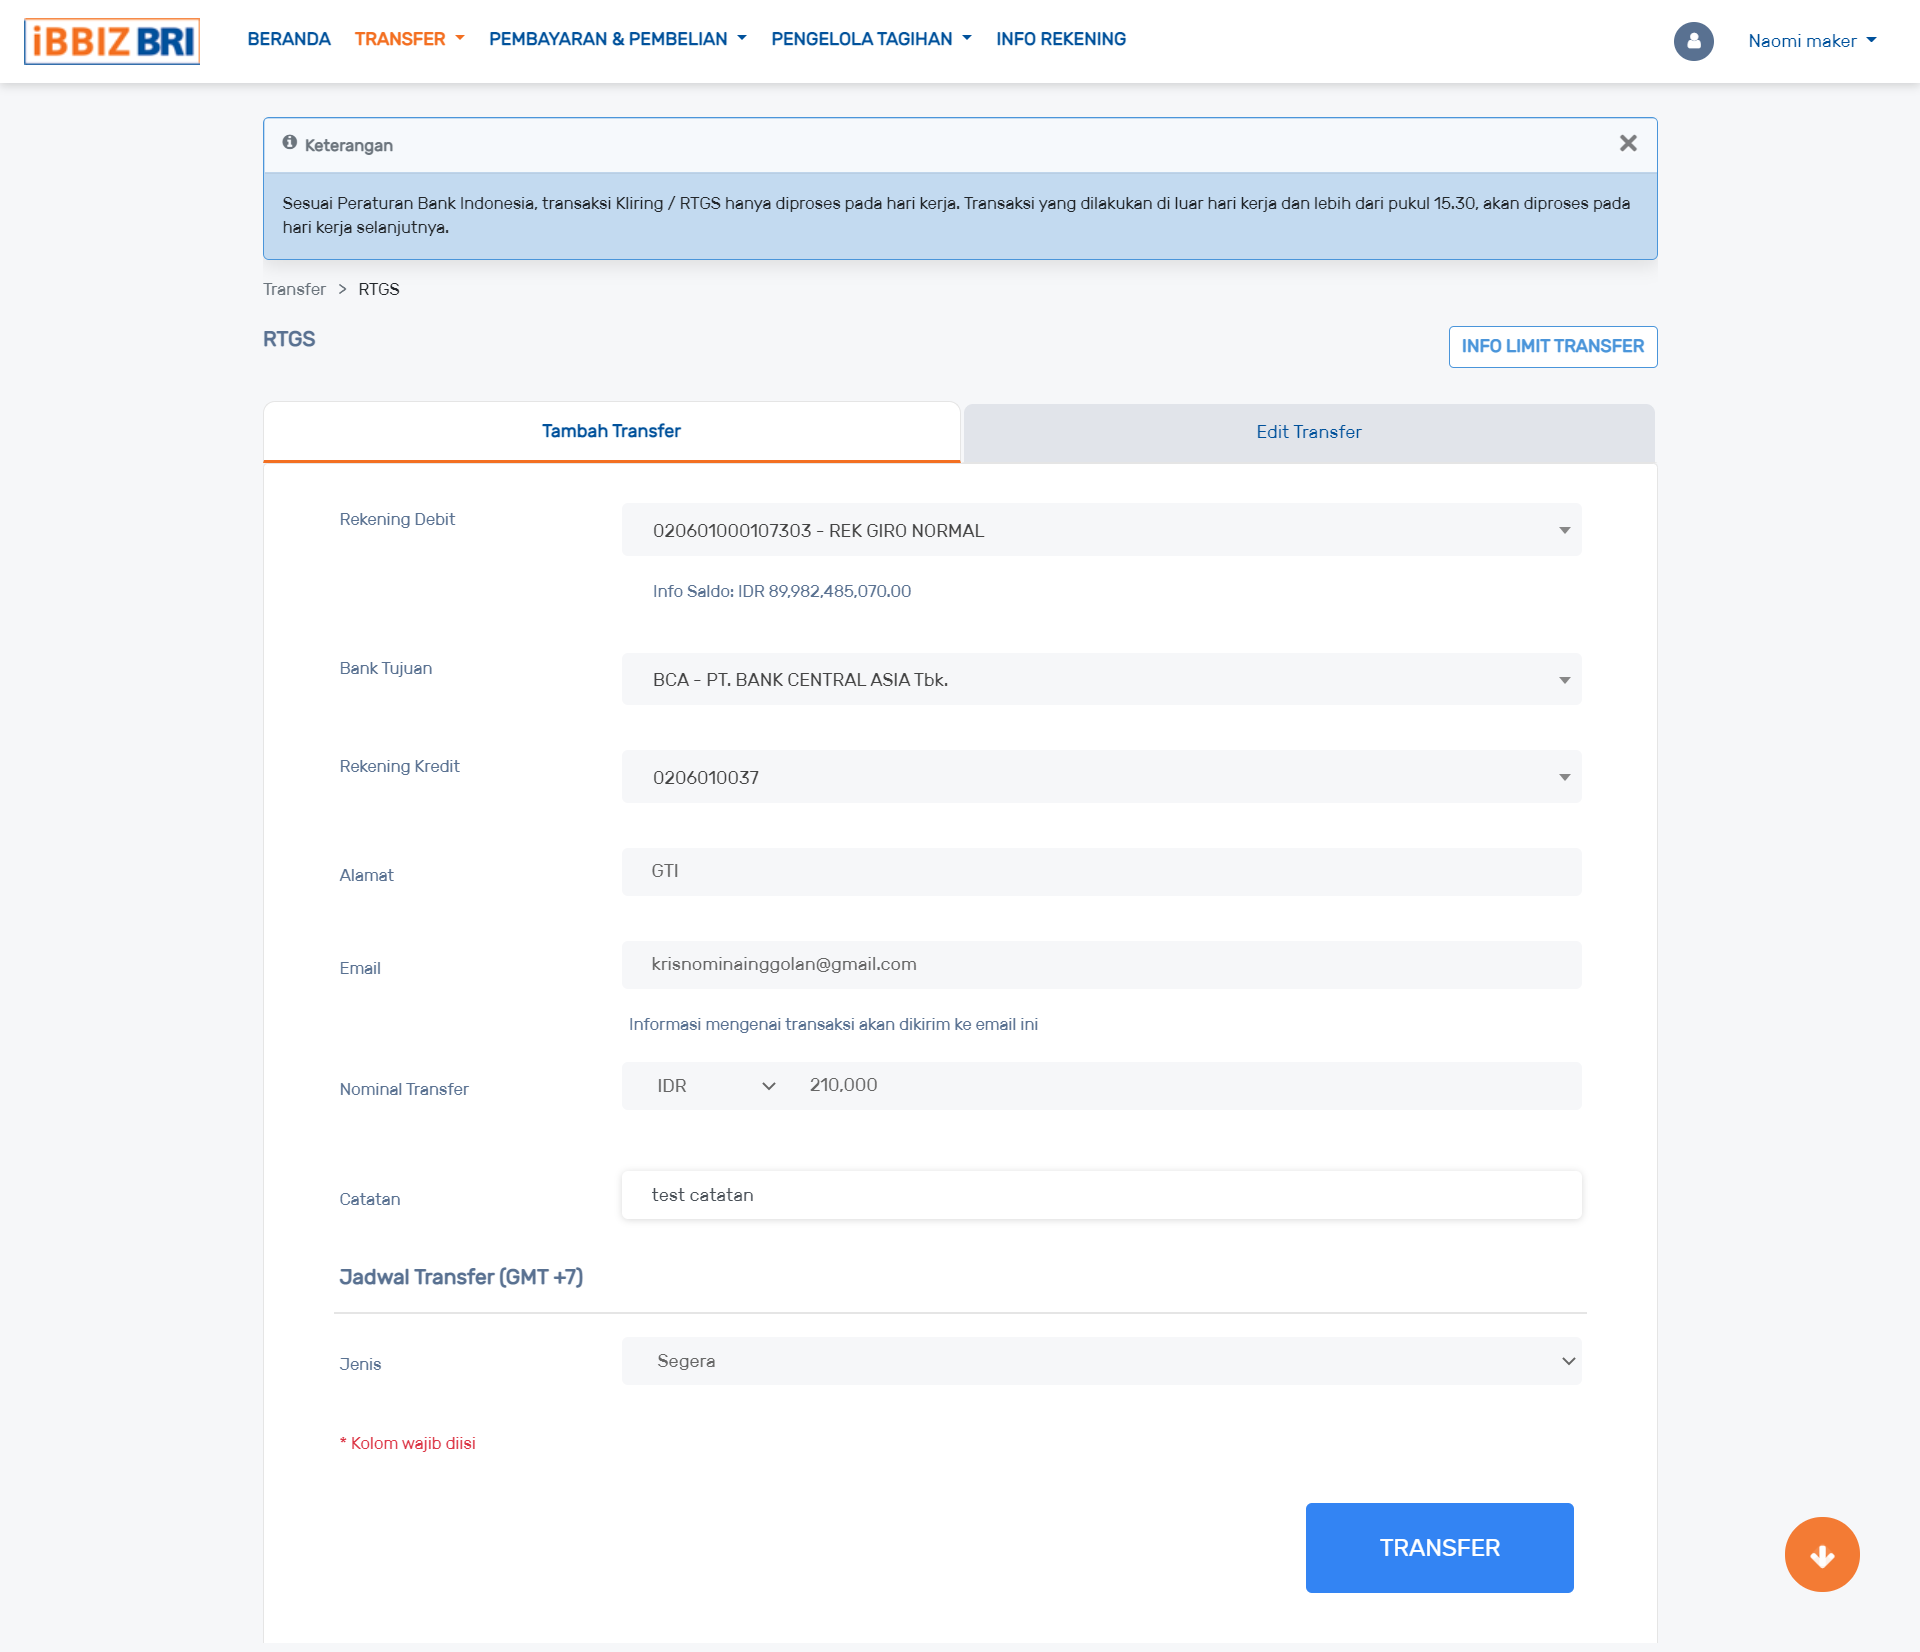 iBBIZ BRI
BERANDA TRANSFER PEMBAYARAN & PEMBELIAN PENGELOLA TAGIHAN INFO REKENING Naomi maker
Keterangan
Sesuai Peraturan Bank Indonesia, transaksi Kliring / RTGS hanya diproses pada hari kerja. Transaksi yang dilakukan di luar hari kerja dan lebih dari pukul 15.30, akan diproses pada
hari kerja selanjutnya.
Transfer > RTGS
RTGS
INFO LIMIT TRANSFER
Tambah Transfer Edit Transfer
Rekening Debit
020601000107303 - REK GIRO NORMAL
Info Saldo: IDR 89,982,485,070.00
Bank Tujuan
BCA - PT. BANK CENTRAL ASIA Tbk.
Rekening Kredit
0206010037
Alamat
GTI
Email
krisnominainggolan@gmail.com
Informasi mengenai transaksi akan dikirim ke email ini
Nominal Transfer
IDR 210,000
Catatan
test catatan
Jadwal Transfer (GMT +7)
Jenis
Segera
* Kolom wajib diisi
TRANSFER